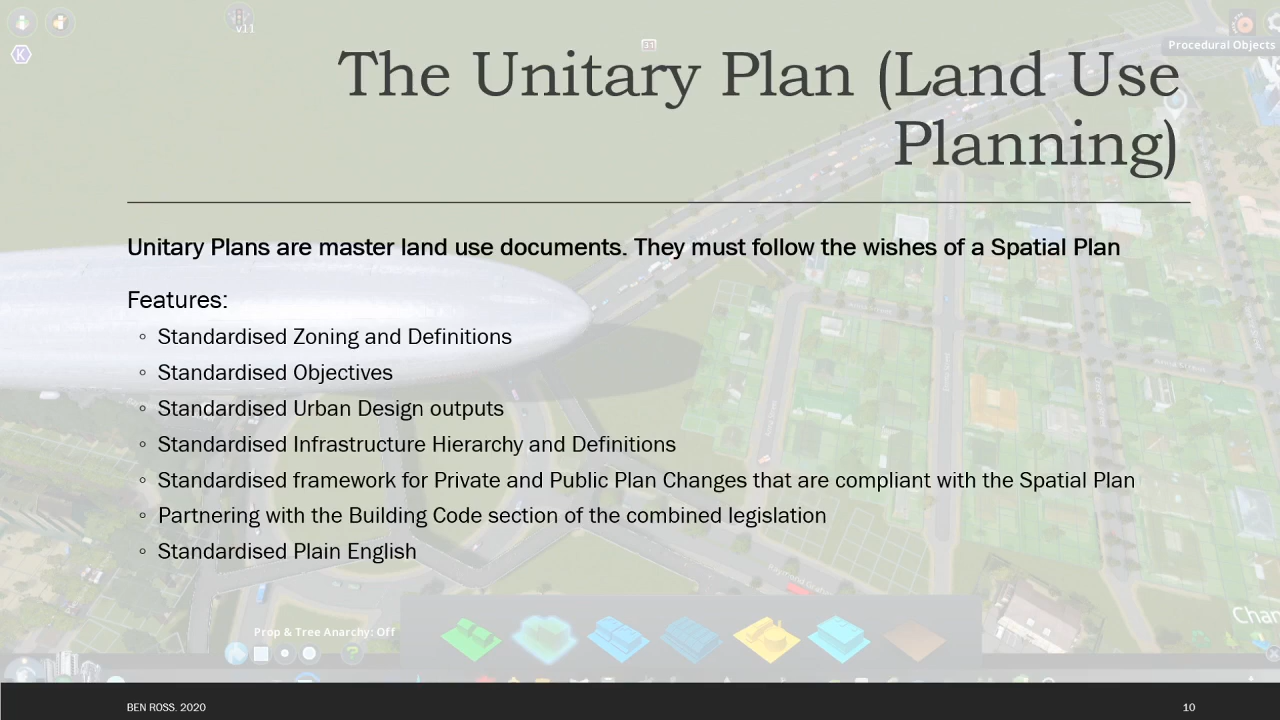 v11
31
K
Procedural Objects
The Unitary Plan (Land Use
Planning)
Unitary Plans are master land use documents. They must follow the wishes of a Spatial Plan
Features:
◦ Standardised Zoning and Definitions
◦ Standardised Objectives
◦ Standardised Urban Design outputs
◦ Standardised Infrastructure Hierarchy and Definitions
◦ Standardised framework for Private and Public Plan Changes that are compliant with the Spatial Plan
◦ Partnering with the Building Code section of the combined legislation
◦ Standardised Plain English
Prop & Tree Anarchy: Off
?
BEN ROSS. 2020
10